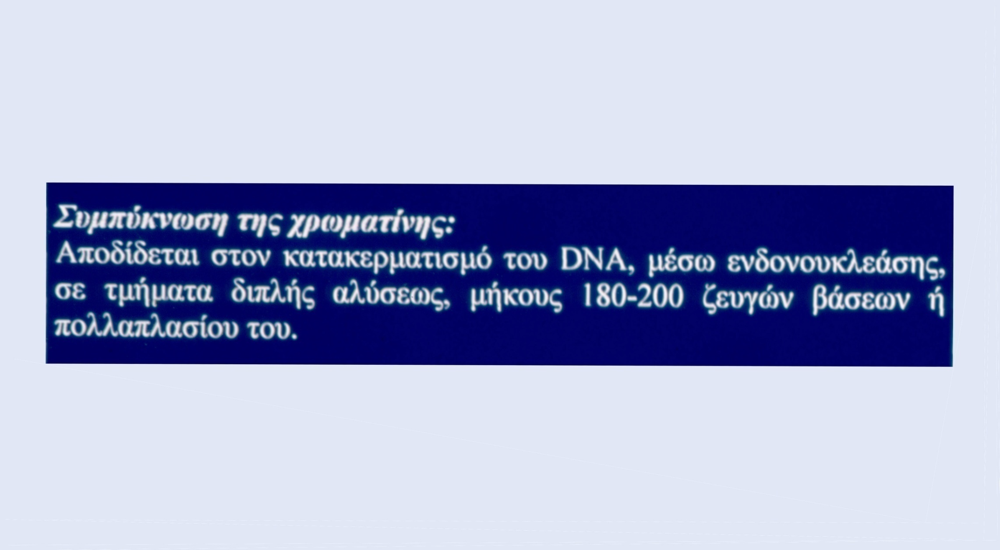 Συμπύκνωση της χρωματίνης:
Αποδίδεται στον κατακερματισμό του DNA, μέσω ενδονουκλεάσης,
σε τμήματα διπλής αλύσεως, μήκους 180-200 ζευγών βάσεων ή
πολλαπλασίου του.